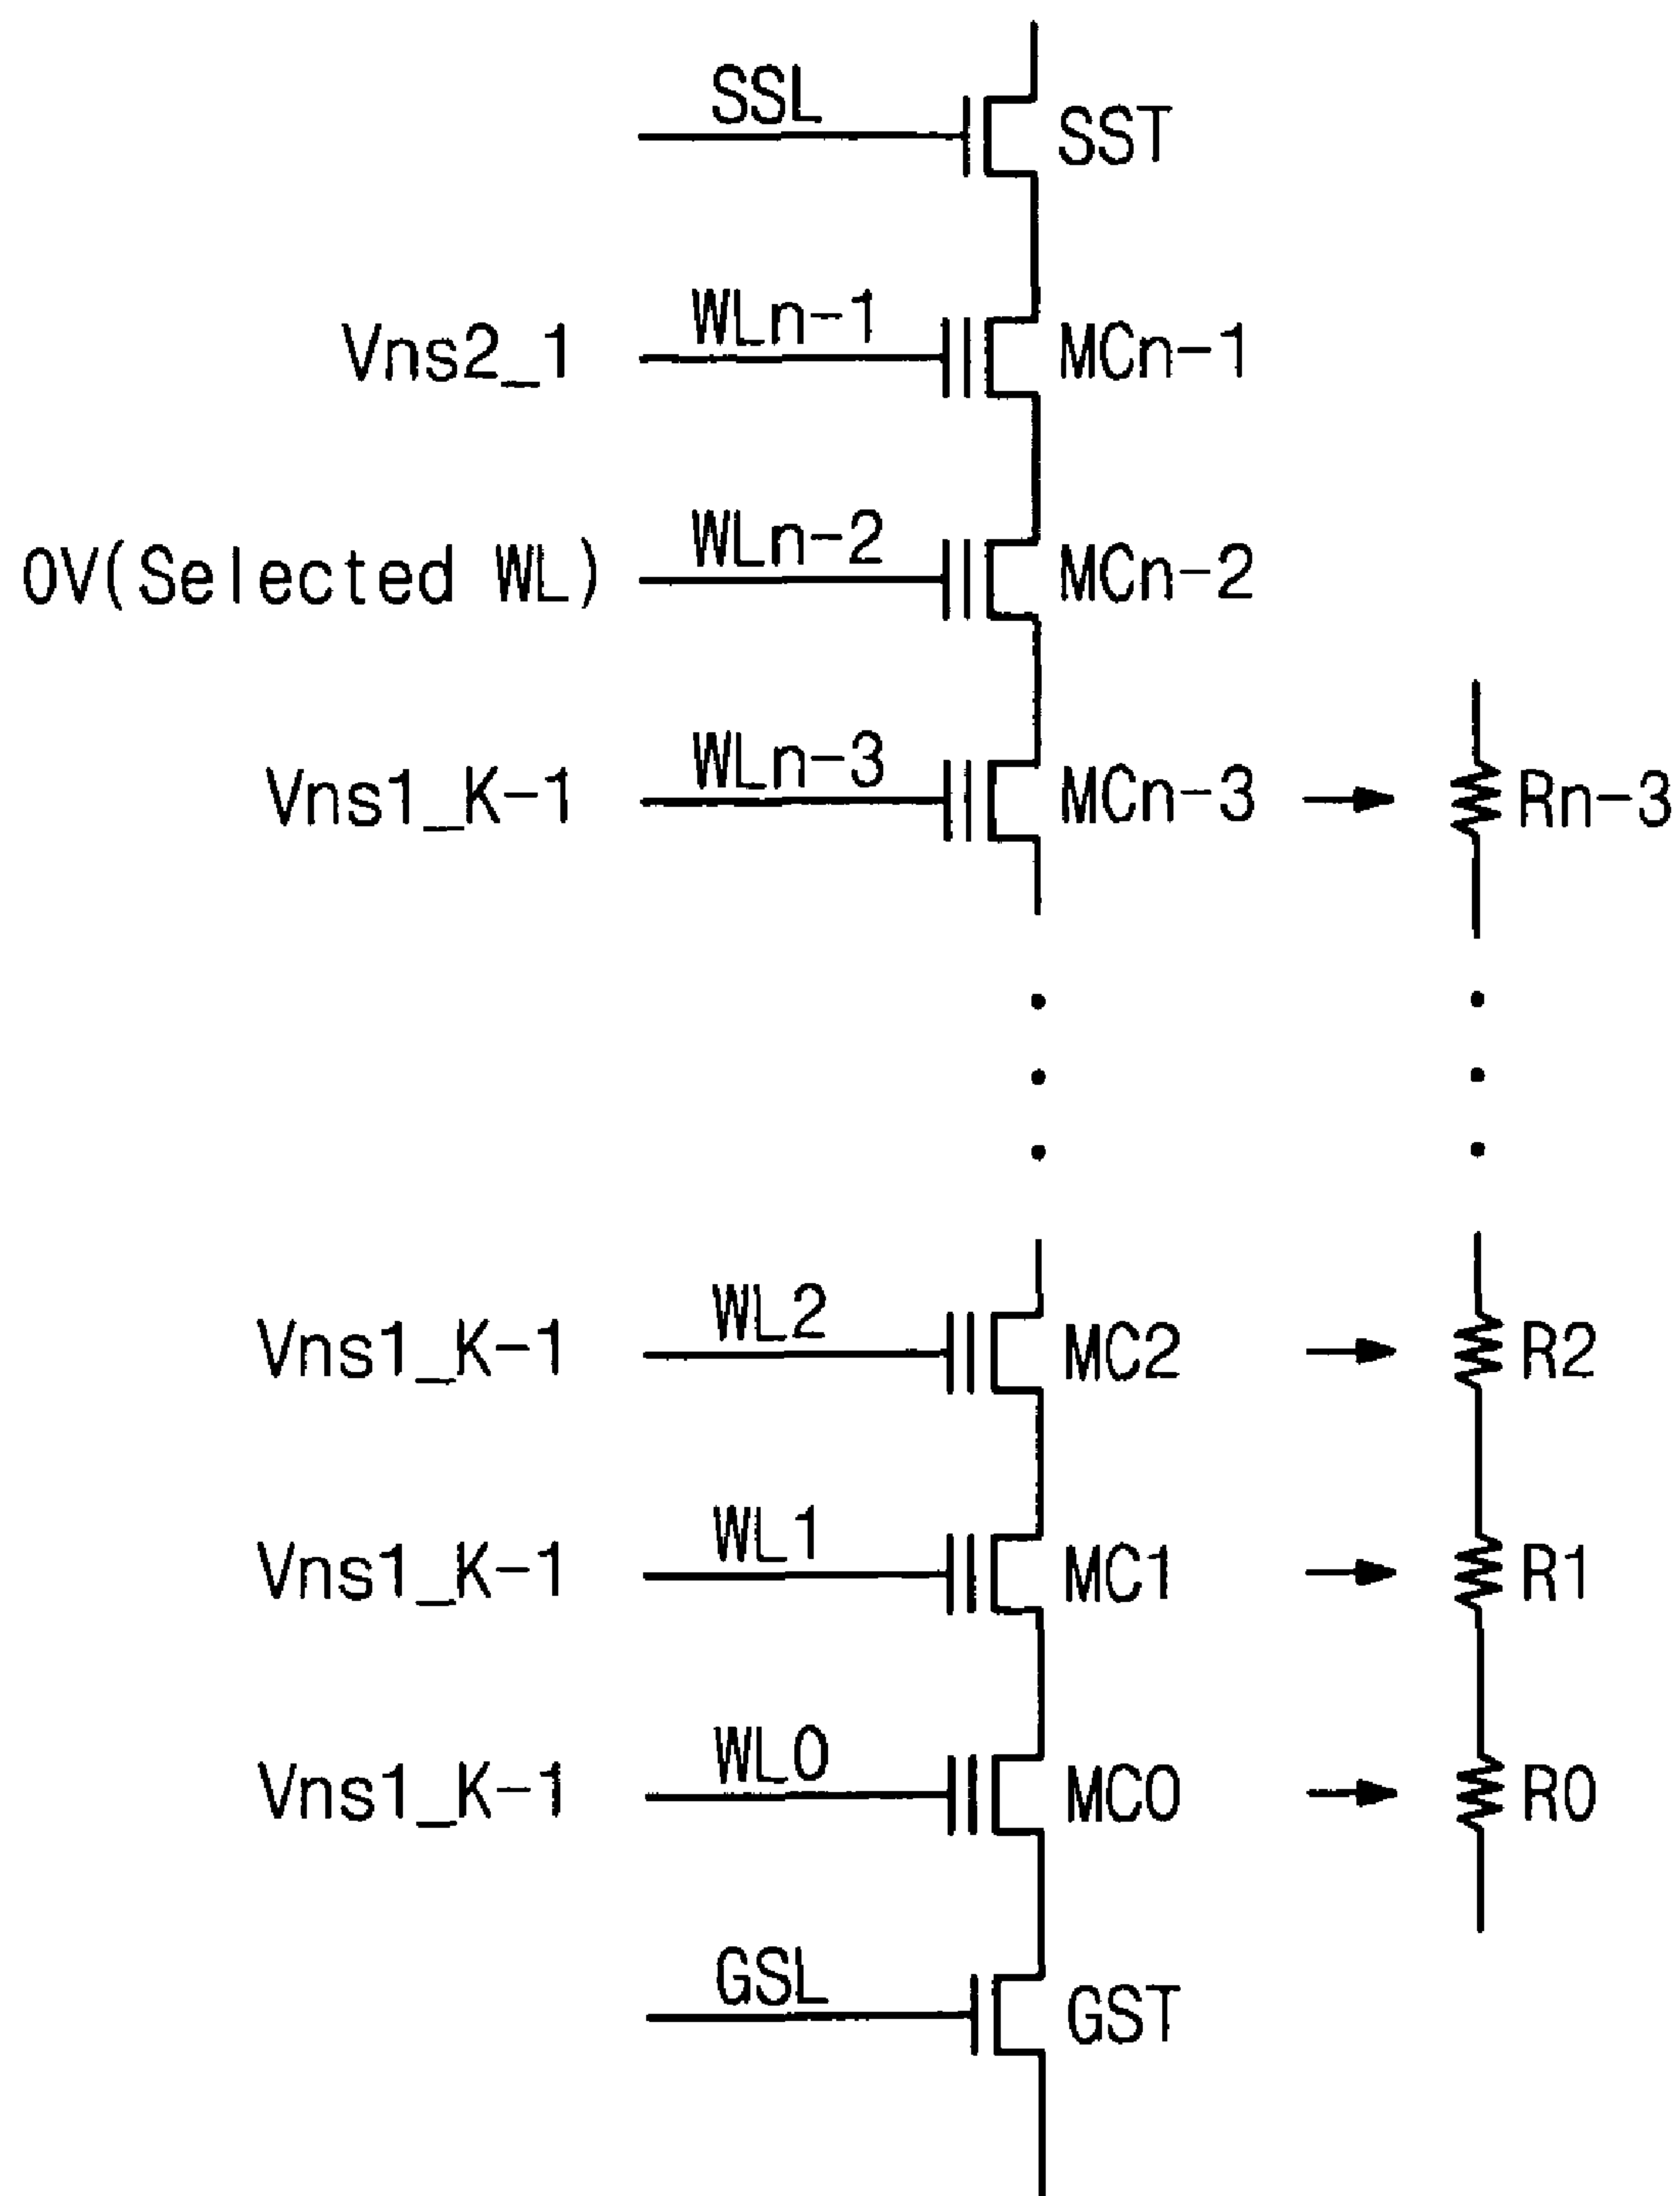 SSL
SST
WLn-1
Vns2_1
MCn-1
WLn-2
0V(Selected WL)
MCn-2
WLn-3
Vns1_K-1
MCn-3
Rn-3
WL2
Vns1_K-1
MC2
R2
WL1
Vns1_K-1
MC1
R1
WL0
Vns1_K-1
MC0
R0
GSL
GST